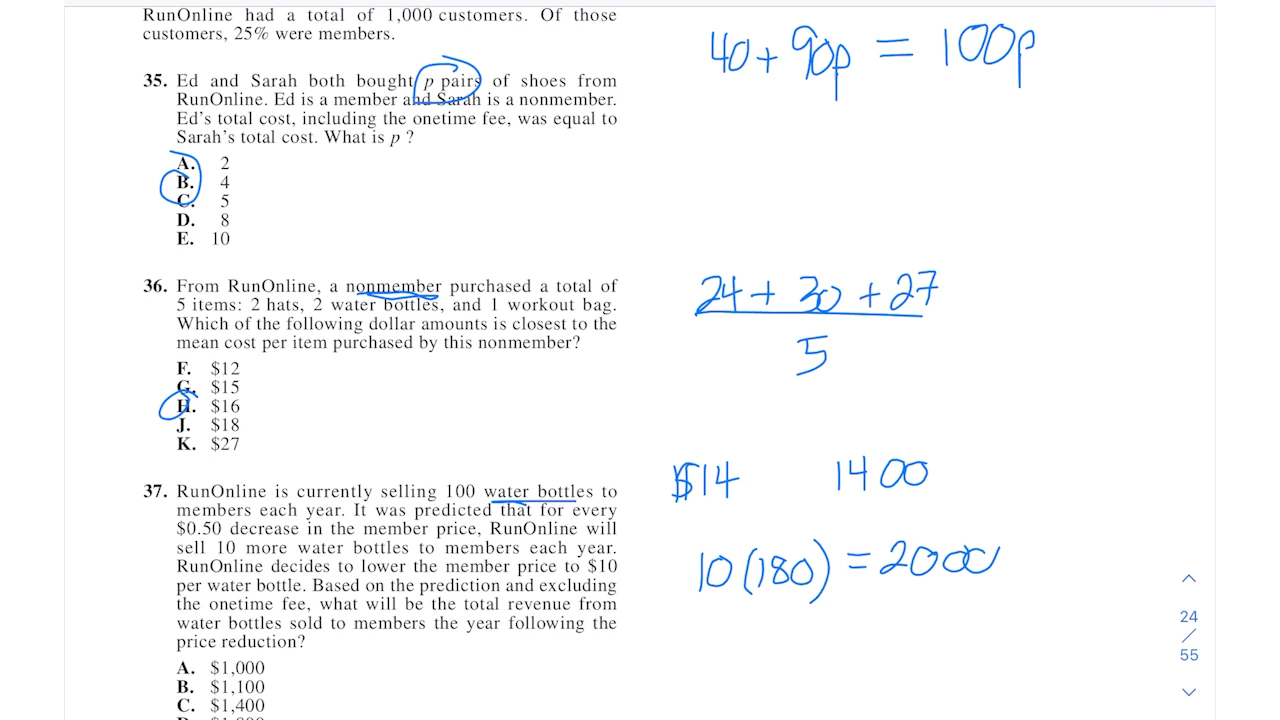 RunOnline had a total of 1,000 customers. Of those
customers, 25% were members.
35. Ed and Sarah both bought p pairs of shoes from
RunOnline. Ed is a member and Sarah is a nonmember.
Ed's total cost, including the onetime fee, was equal to
Sarah's total cost. What is p ?
A. 2
B. 4
C. 5
D. 8
E. 10
36. From RunOnline, a nonmember purchased a total of
5 items: 2 hats, 2 water bottles, and 1 workout bag.
Which of the following dollar amounts is closest to the
mean cost per item purchased by this nonmember?
F. $12
G. $15
H. $16
J. $18
K. $27
37. RunOnline is currently selling 100 water bottles to
members each year. It was predicted that for every
$0.50 decrease in the member price, RunOnline will
sell 10 more water bottles to members each year.
RunOnline decides to lower the member price to $10
per water bottle. Based on the prediction and excluding
the onetime fee, what will be the total revenue from
water bottles sold to members the year following the
price reduction?
A. $1,000
B. $1,100
C. $1,400
40 + 90p = 100p
24 + 30 + 27
5
$14 1400
10(180) = 2000
24
/
55